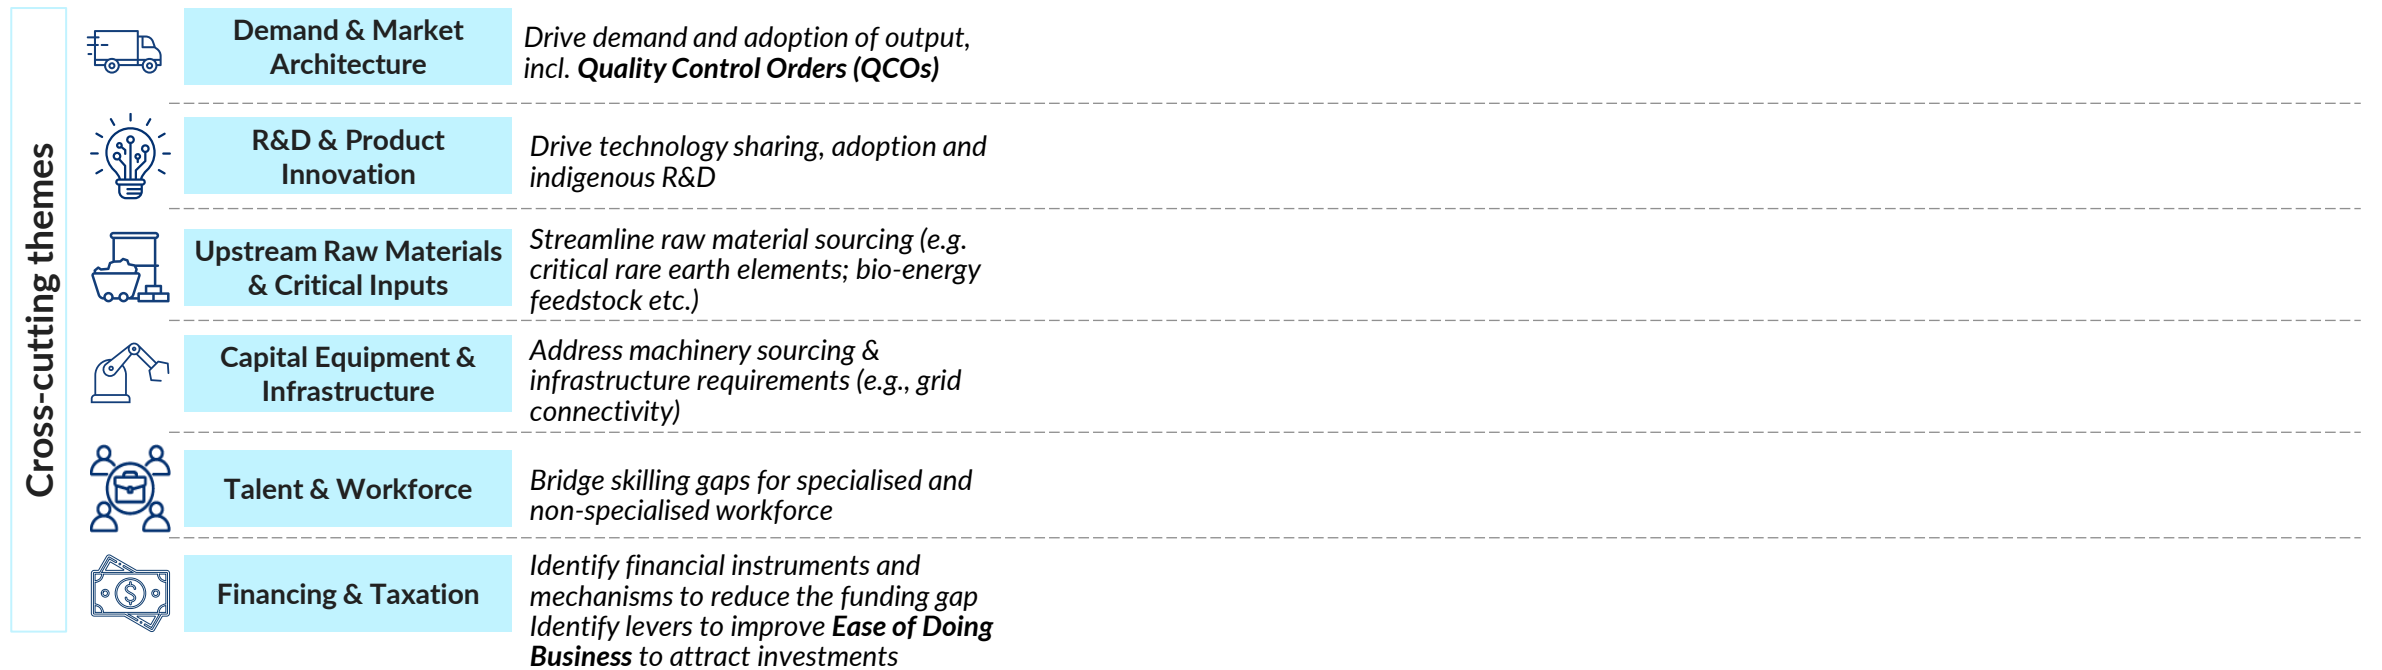 Cross-cutting themes
Demand & Market
Architecture
Drive demand and adoption of output,
incl. Quality Control Orders (QCOs)
R&D & Product
Innovation
Drive technology sharing, adoption and
indigenous R&D
Upstream Raw Materials
& Critical Inputs
Streamline raw material sourcing (e.g.
critical rare earth elements; bio-energy
feedstock etc.)
Capital Equipment &
Infrastructure
Address machinery sourcing &
infrastructure requirements (e.g., grid
connectivity)
Talent & Workforce
Bridge skilling gaps for specialised and
non-specialised workforce
Financing & Taxation
Identify financial instruments and
mechanisms to reduce the funding gap
Identify levers to improve Ease of Doing
Business to attract investments